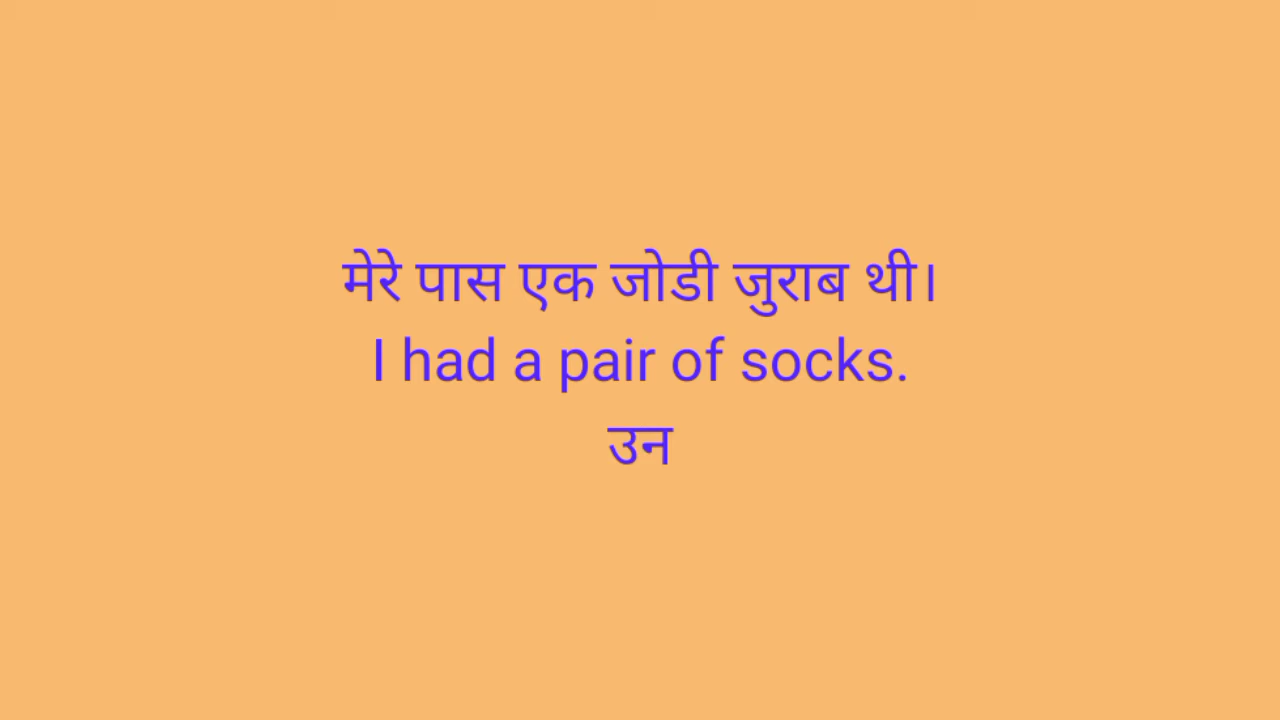 मेरे पास एक जोडी जुराब थी।
I had a pair of socks.
उन